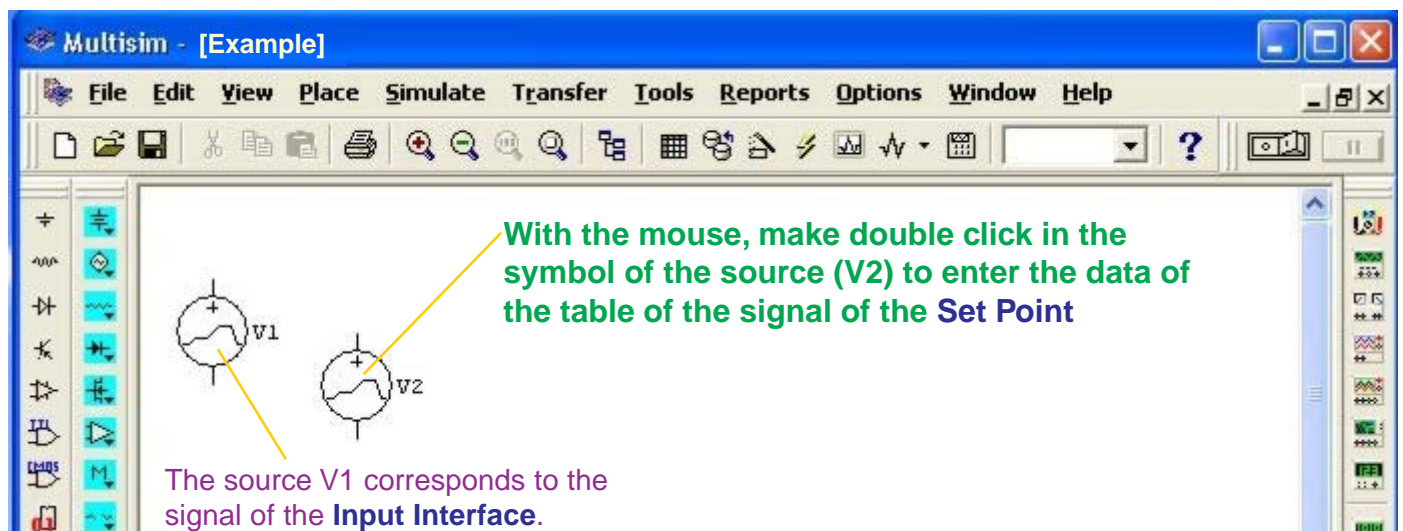 Multisim - [Example]
File Edit View Place Simulate Transfer Tools Reports Options Window Help
?
With the mouse, make double click in the
symbol of the source (V2) to enter the data of
the table of the signal of the Set Point
V1
V2
The source V1 corresponds to the
signal of the Input Interface.
TTL
CMOS
M